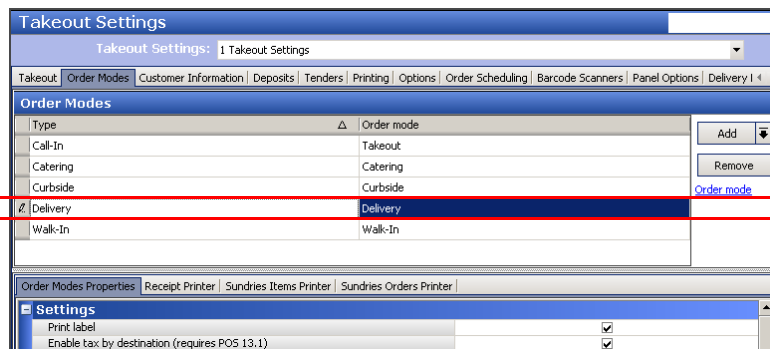 Takeout Settings
Takeout Settings: 1 Takeout Settings
Takeout Order Modes Customer Information Deposits Tenders Printing Options Order Scheduling Barcode Scanners Panel Options Delivery
Order Modes
Type Order mode
Add
Call-In Takeout
Catering Catering
Remove
Curbside Curbside
Order mode
Delivery Delivery
Walk-In Walk-In
Order Modes Properties Receipt Printer Sundries Items Printer Sundries Orders Printer
Settings
Print label
Enable tax by destination (requires POS 13.1)